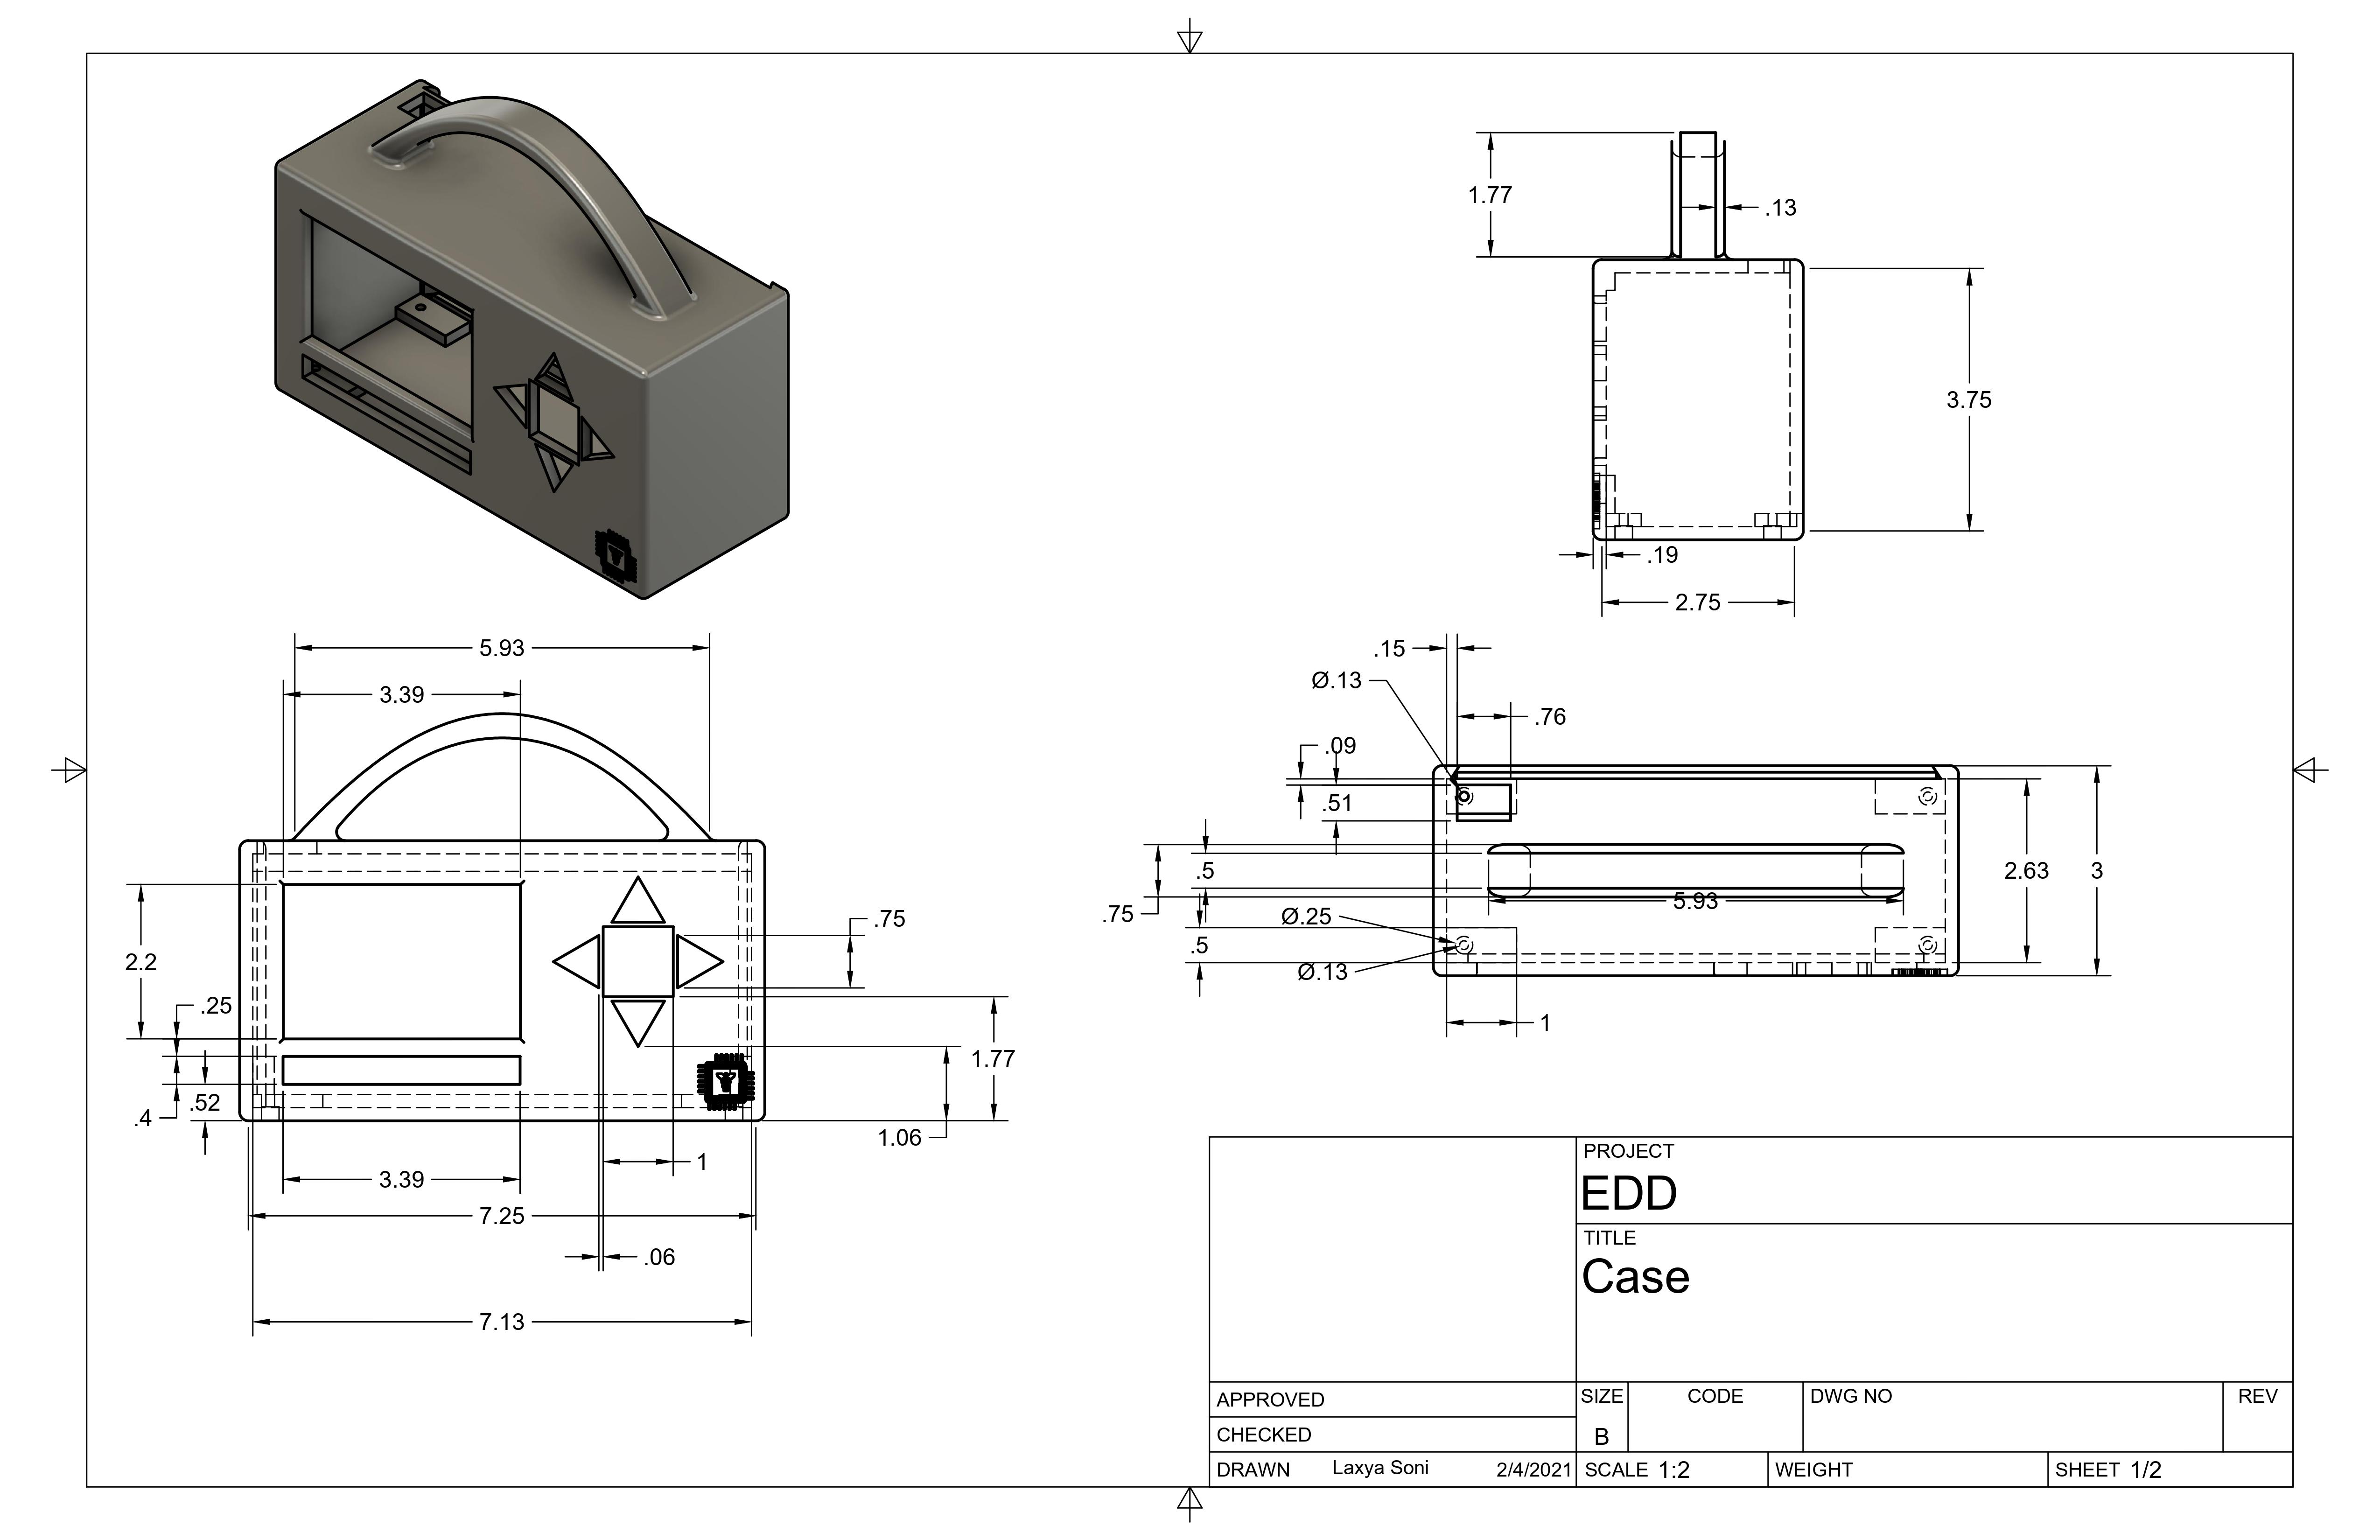 1.77
.13
3.75
.19
2.75
5.93
3.39
2.2
.25
.4
.52
.75
1.77
1.06
1
3.39
7.25
.06
7.13
.15
Ø.13
.76
.09
.51
.5
.75
5.93
Ø.25
.5
Ø.13
2.63
3
1
PROJECT
EDD
TITLE
Case
APPROVED
CHECKED
DRAWN Laxya Soni 2/4/2021
SIZE CODE DWG NO REV
B
SCALE 1:2 WEIGHT SHEET 1/2